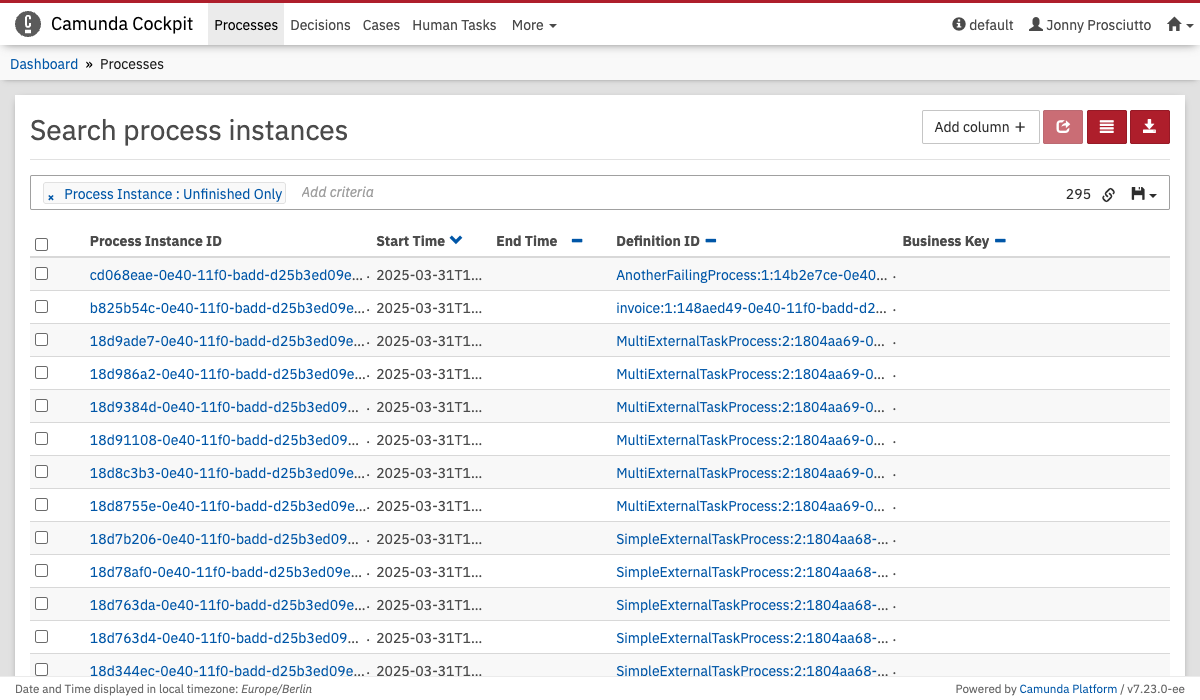 Camunda Cockpit Processes Decisions Cases Human Tasks More default Jonny Prosciutto
Dashboard » Processes
Search process instances Add column +
× Process Instance : Unfinished Only Add criteria 295
Process Instance ID Start Time End Time Definition ID Business Key
cd068eae-0e40-11f0-badd-d25b3ed09e... 2025-03-31T1... AnotherFailingProcess:1:14b2e7ce-0e40...
b825b54c-0e40-11f0-badd-d25b3ed09e... 2025-03-31T1... invoice:1:148aed49-0e40-11f0-badd-d2...
18d9ade7-0e40-11f0-badd-d25b3ed09e... 2025-03-31T1... MultiExternalTaskProcess:2:1804aa69-0...
18d986a2-0e40-11f0-badd-d25b3ed09e... 2025-03-31T1... MultiExternalTaskProcess:2:1804aa69-0...
18d9384d-0e40-11f0-badd-d25b3ed09... 2025-03-31T1... MultiExternalTaskProcess:2:1804aa69-0...
18d91108-0e40-11f0-badd-d25b3ed09... 2025-03-31T1... MultiExternalTaskProcess:2:1804aa69-0...
18d8c3b3-0e40-11f0-badd-d25b3ed09e... 2025-03-31T1... MultiExternalTaskProcess:2:1804aa69-0...
18d8755e-0e40-11f0-badd-d25b3ed09e... 2025-03-31T1... MultiExternalTaskProcess:2:1804aa69-0...
18d7b206-0e40-11f0-badd-d25b3ed09... 2025-03-31T1... SimpleExternalTaskProcess:2:1804aa68-...
18d78af0-0e40-11f0-badd-d25b3ed09e... 2025-03-31T1... SimpleExternalTaskProcess:2:1804aa68-...
18d763da-0e40-11f0-badd-d25b3ed09e... 2025-03-31T1... SimpleExternalTaskProcess:2:1804aa68-...
18d763d4-0e40-11f0-badd-d25b3ed09... 2025-03-31T1... SimpleExternalTaskProcess:2:1804aa68-...
18d344ec-0e40-11f0-badd-d25b3ed09e... 2025-03-31T1... SimpleExternalTaskProcess:2:1804aa68-...
Date and Time displayed in local timezone: Europe/Berlin Powered by Camunda Platform / v7.23.0-ee